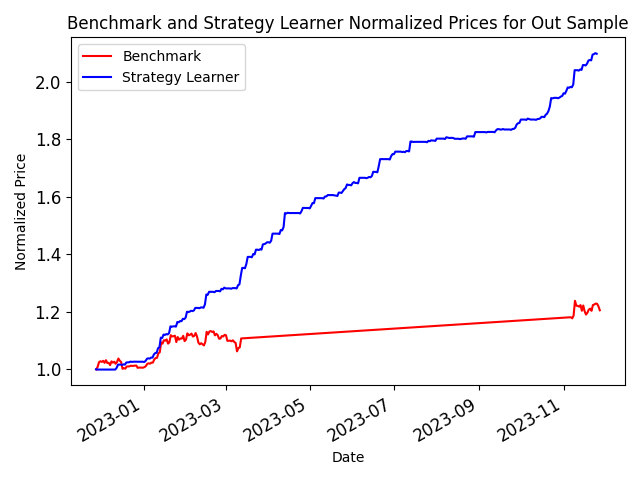 Benchmark and Strategy Learner Normalized Prices for Out Sample
Benchmark
Strategy Learner
Normalized Price
2.0
1.8
1.6
1.4
1.2
1.0
2023-01
2023-03
2023-05
2023-07
2023-09
2023-11
Date